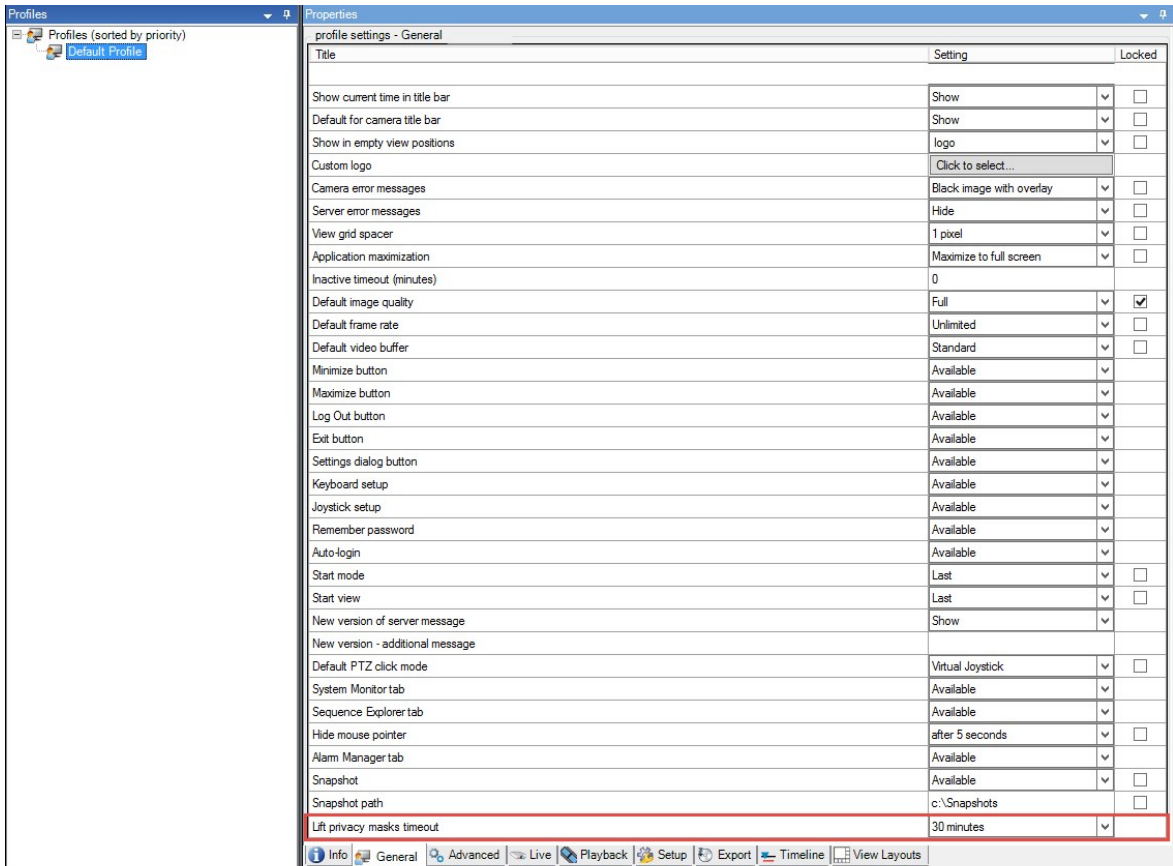 Profiles
Profiles (sorted by priority)
Default Profile
Properties
profile settings - General
Title Setting Locked
Show current time in title bar Show
Default for camera title bar Show
Show in empty view positions logo
Custom logo Click to select...
Camera error messages Black image with overlay
Server error messages Hide
View grid spacer 1 pixel
Application maximization Maximize to full screen
Inactive timeout (minutes) 0
Default image quality Full
Default frame rate Unlimited
Default video buffer Standard
Minimize button Available
Maximize button Available
Log Out button Available
Exit button Available
Settings dialog button Available
Keyboard setup Available
Joystick setup Available
Remember password Available
Auto-login Available
Start mode Last
Start view Last
New version of server message Show
New version - additional message
Default PTZ click mode Virtual Joystick
System Monitor tab Available
Sequence Explorer tab Available
Hide mouse pointer after 5 seconds
Alarm Manager tab Available
Snapshot Available
Snapshot path c:\Snapshots
Lift privacy masks timeout 30 minutes
Info General Advanced Live Playback Setup Export Timeline View Layouts